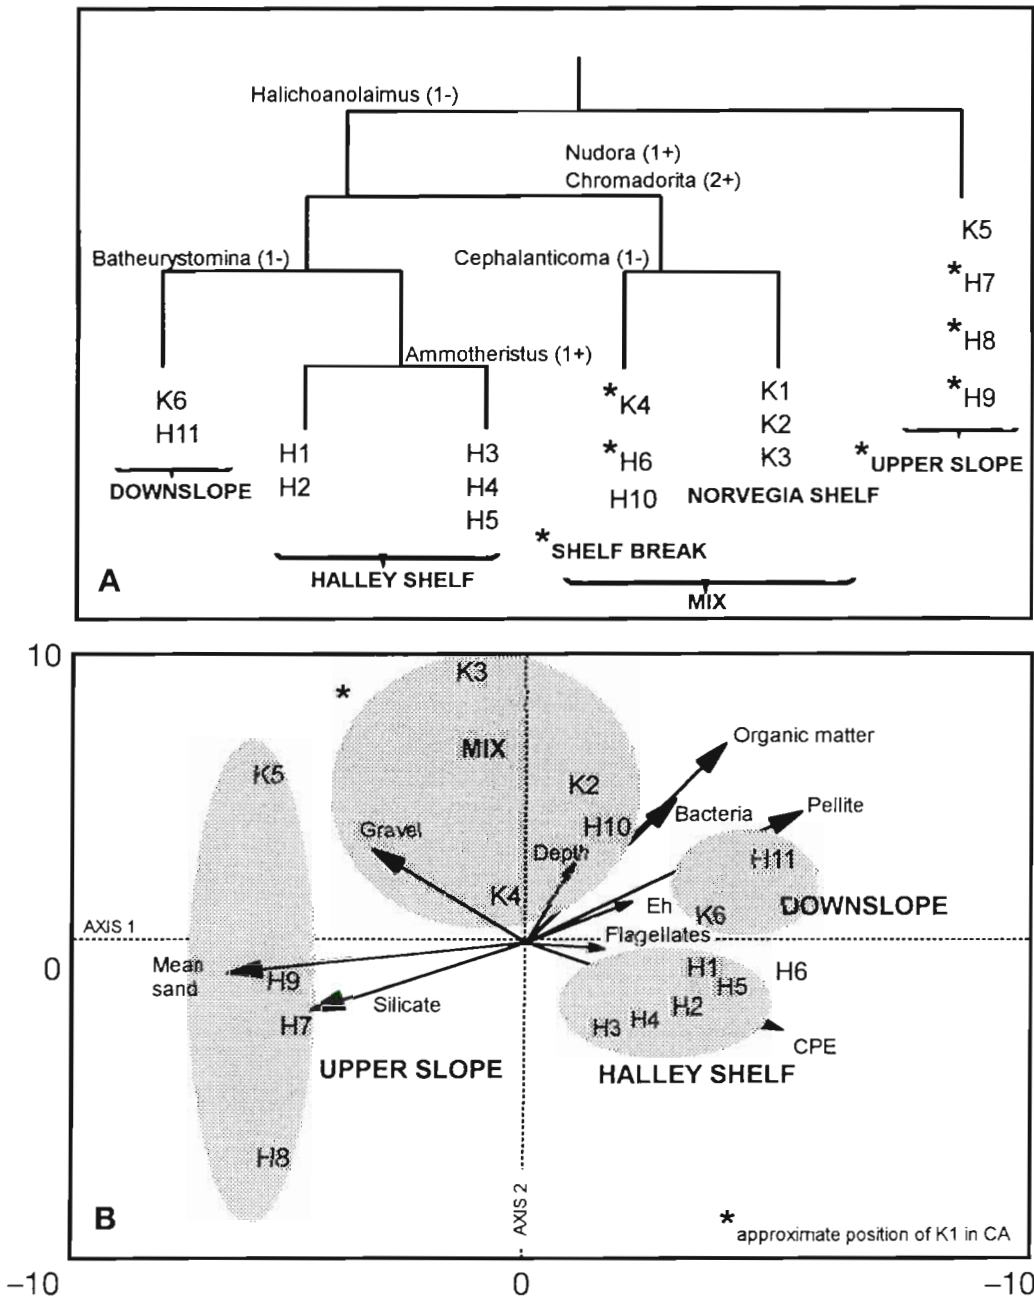 Halichoanolaimus (1-)
Nudora (1+)
Chromadorita (2+)
Batheurystomina (1-)
Cephalanticoma (1-)
Ammotheristus (1+)
K5
*H7
*H8
*H9
*UPPER SLOPE
K6
H11
DOWNSLOPE
H1
H2
H3
H4
H5
HALLEY SHELF
*K4
*H6
H10
*SHELF BREAK
K1
K2
K3
NORVEGIA SHELF
MIX
A
10
K3
*
MIX
Organic matter
K5
K2
Bacteria
Pellite
Gravel
H10
Depth
H11
K4
Eh
K6
DOWNSLOPE
AXIS 1
Flagellates
0
Mean
sand
H9
H1
H6
H5
Silicate
H2
H7
H3
H4
CPE
UPPER SLOPE
HALLEY SHELF
H8
AXIS 2
B
*approximate position of K1 in CA
–10
0
–10